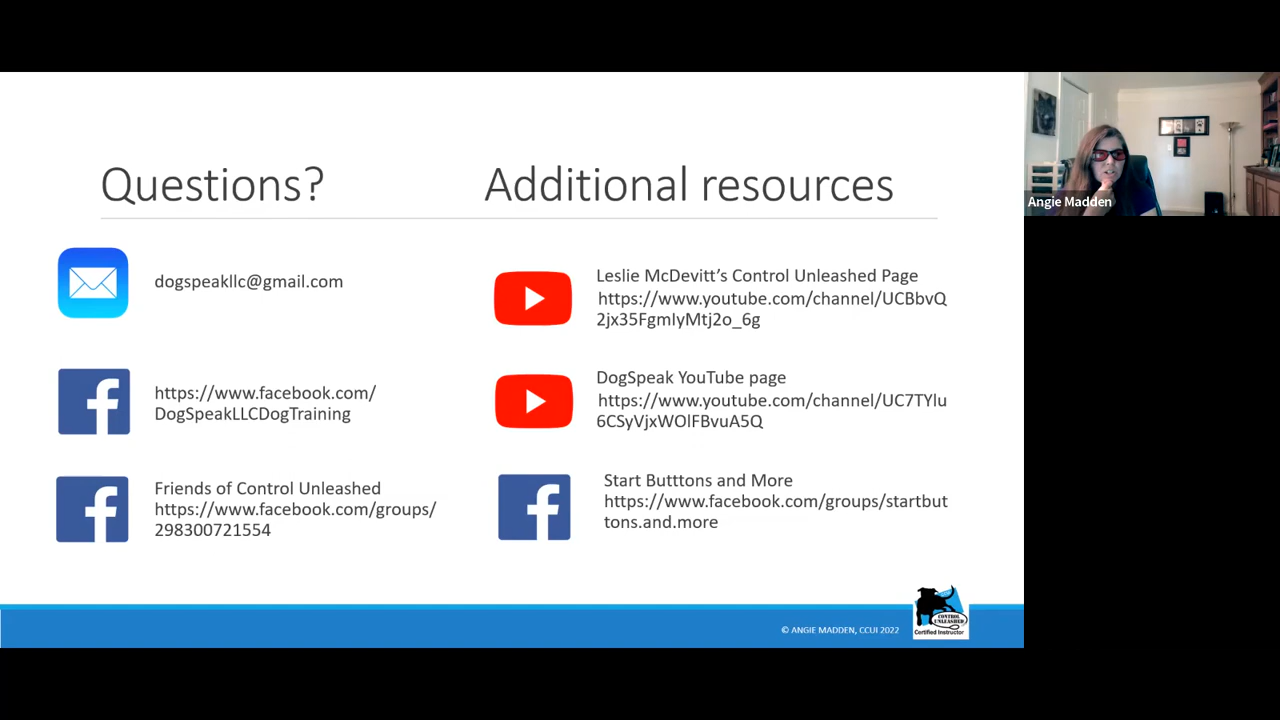 Questions?
dogspeakllc@gmail.com
https://www.facebook.com/
DogSpeakLLCDogTraining
Friends of Control Unleashed
https://www.facebook.com/groups/
298300721554
Additional resources
Leslie McDevitt’s Control Unleashed Page
https://www.youtube.com/channel/UCBbvQ
2jx35FgmIyMtj2o_6g
DogSpeak YouTube page
https://www.youtube.com/channel/UC7TYlu
6CSyVjxWOlFBvuA5Q
Start Butttons and More
https://www.facebook.com/groups/startbut
tons.and.more
© ANGIE MADDEN, CCUI 2022
CONTROL
UNLEASHED
Certified Instructor
Angie Madden